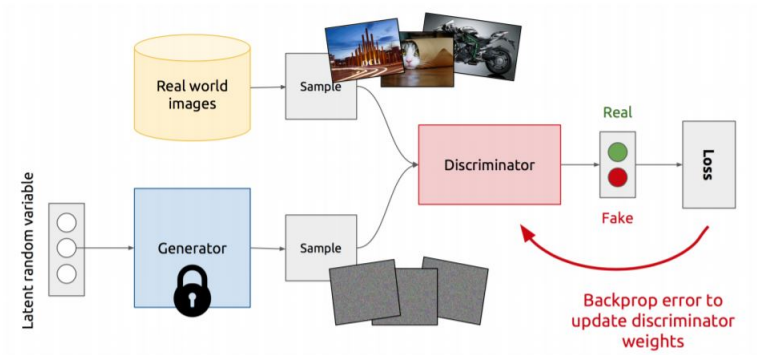 Real world
images
Sample
Real
Discriminator
Loss
Fake
Latent random variable
Generator
Sample
Backprop error to
update discriminator
weights